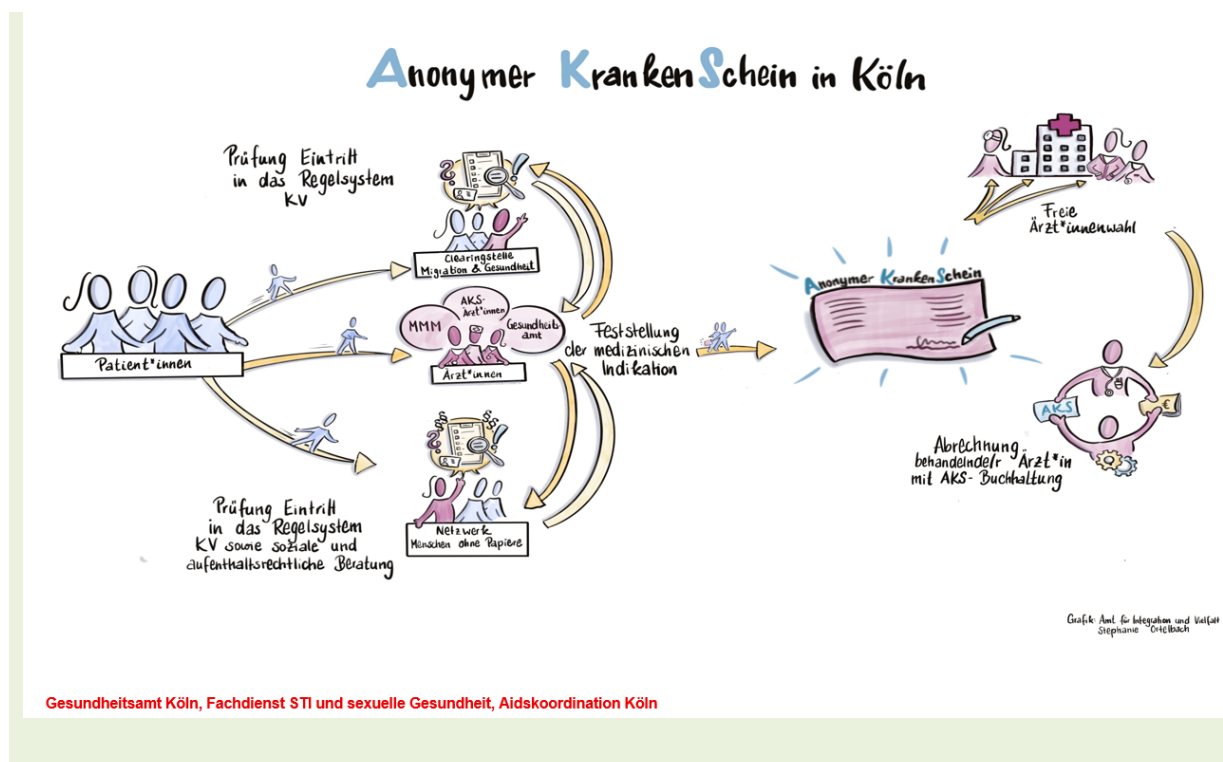 Anonymer KrankenSchein in Köln
Prüfung Eintritt
in das Regelsystem
KV
Clearingstelle
Migration & Gesundheit
Patient*innen
MMM
AKS-
Ärzt*innen
Gesundheits
amt
Ärzt*innen
Prüfung Eintritt
in das Regelsystem
KV sowie soziale und
aufenthaltsrechtliche Beratung
Netzwerk
Menschen ohne Papiere
Feststellung
der medizinischen
Indikation
Anonymer KrankenSchein
Freie
Ärzt*innenwahl
AKS
€
Abrechnung
behandelnde/r Ärzt*in
mit AKS-Buchhaltung
Grafik: Amt für Integration und Vielfalt
Stephanie Ortelbach
Gesundheitsamt Köln, Fachdienst STI und sexuelle Gesundheit, Aidskoordination Köln